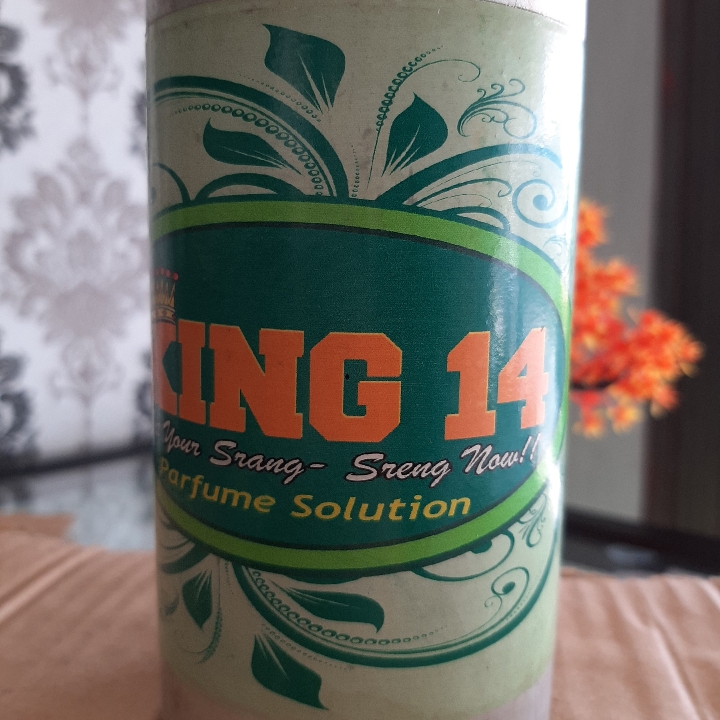 KING 14
Your Srang- Sreng Now!!
Parfume Solution